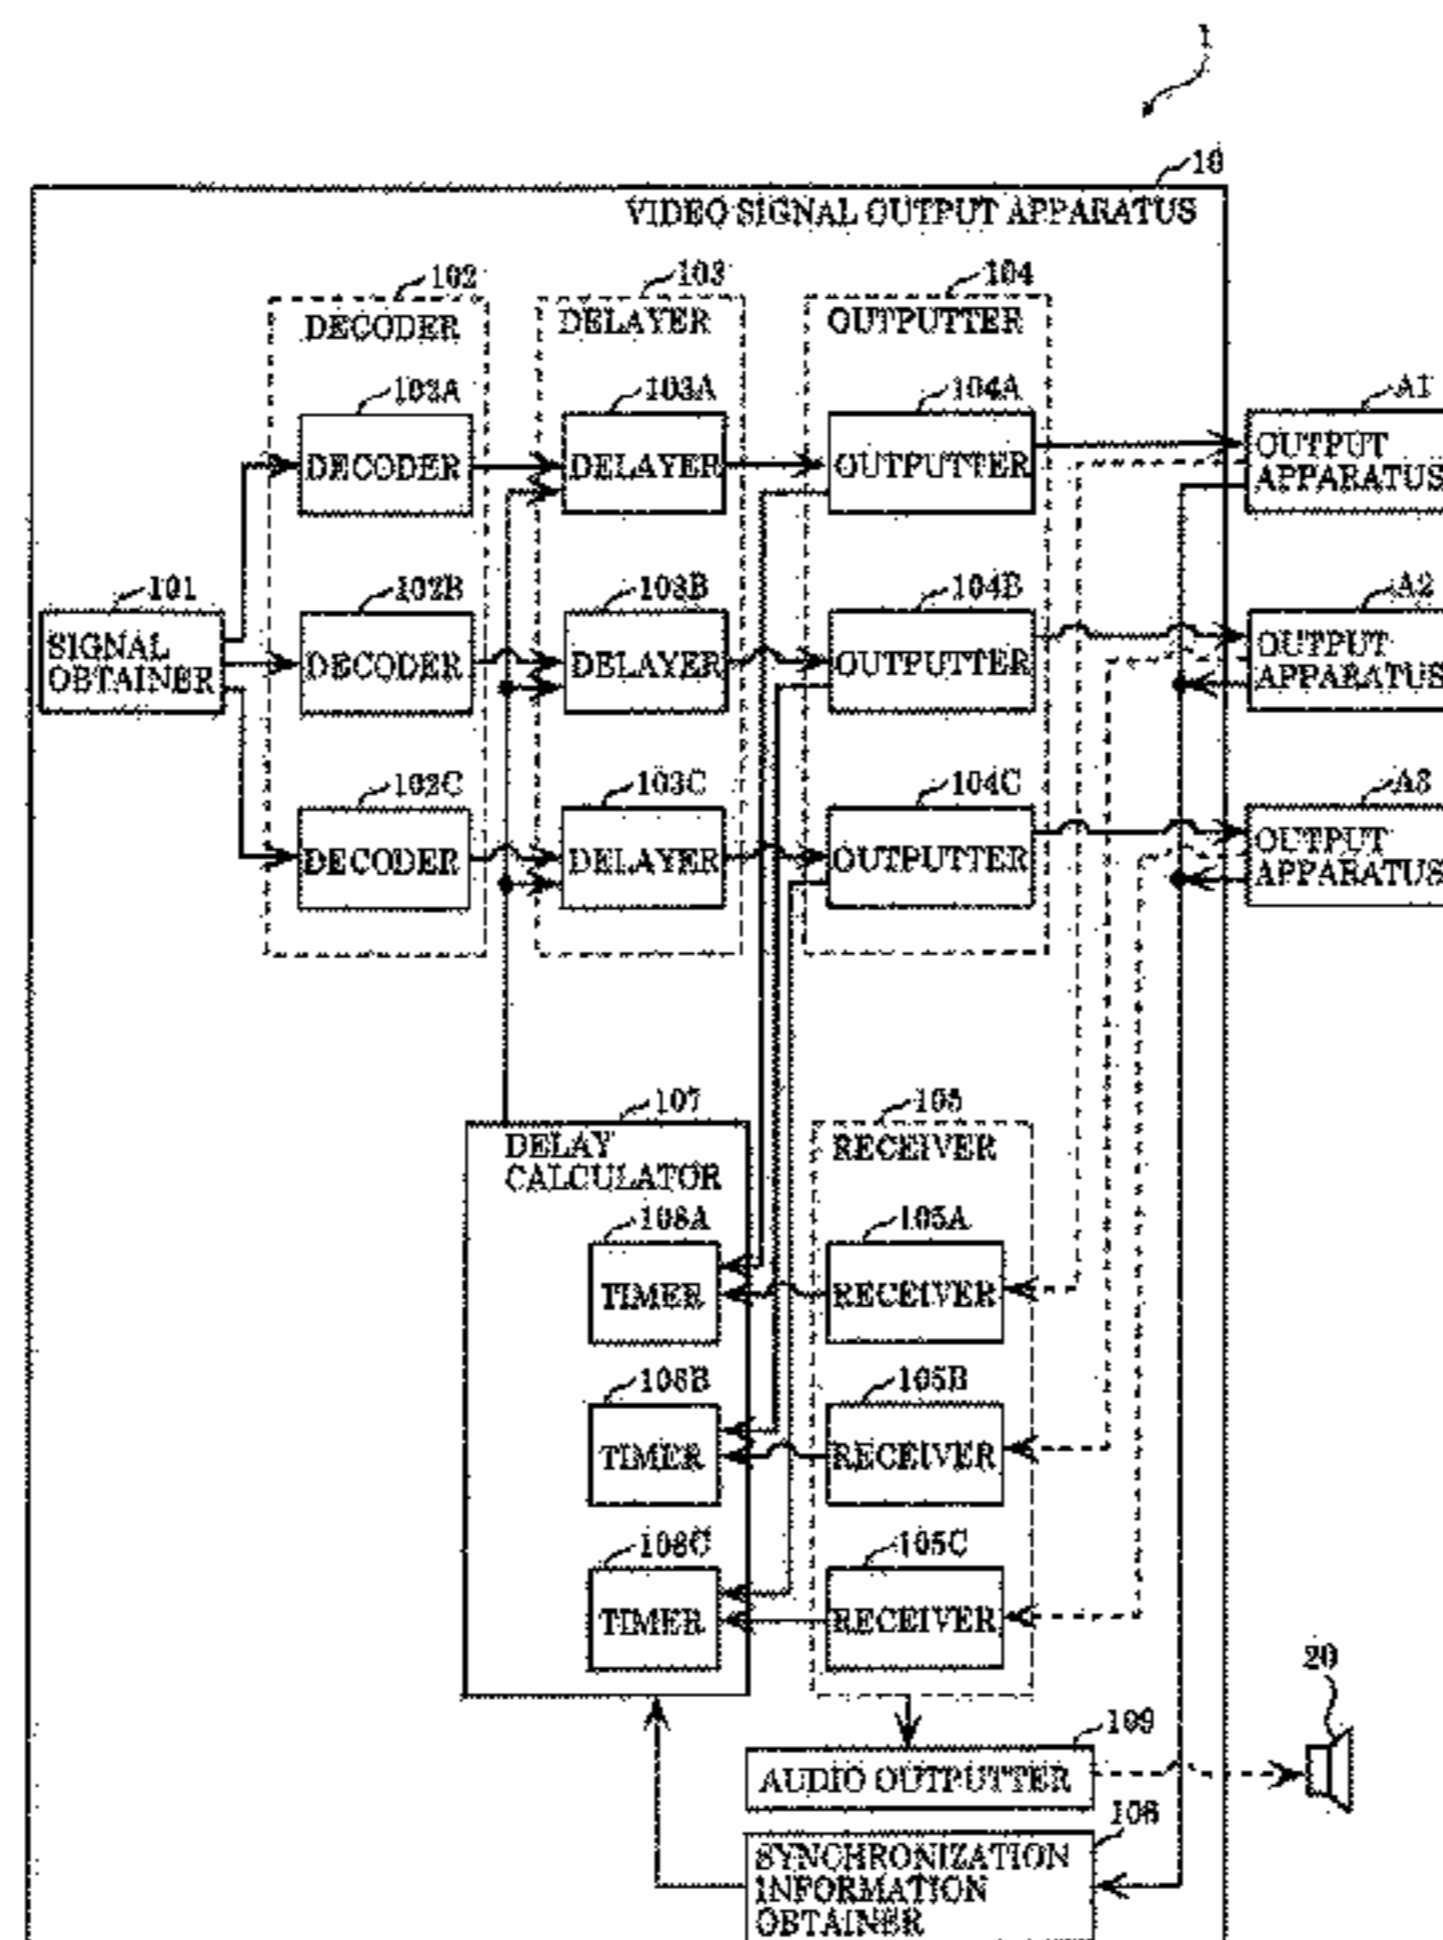 1
10
VIDEO SIGNAL OUTPUT APPARATUS
102
103
104
DECODER
DELAYER
OUTPUTTER
102A
103A
104A
A1
DECODER
DELAYER
OUTPUTTER
OUTPUT
APPARATUS
101
102B
103B
104B
A2
SIGNAL
OBTAINER
DECODER
DELAYER
OUTPUTTER
OUTPUT
APPARATUS
102C
103C
104C
A3
DECODER
DELAYER
OUTPUTTER
OUTPUT
APPARATUS
107
105
DELAY
CALCULATOR
RECEIVER
108A
105A
TIMER
RECEIVER
108B
105B
TIMER
RECEIVER
108C
105C
TIMER
RECEIVER
20
109
AUDIO OUTPUTTER
SYNCHRONIZATION
INFORMATION
OBTAINER